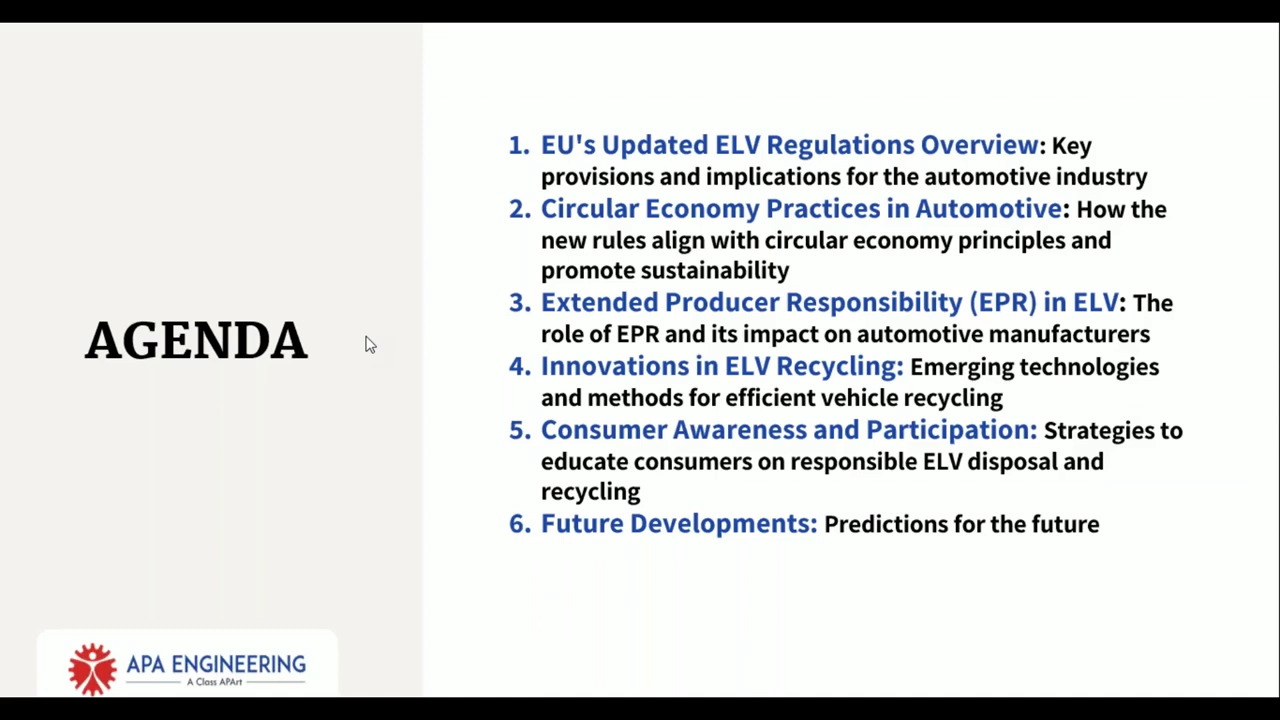 AGENDA
1. EU's Updated ELV Regulations Overview: Key
provisions and implications for the automotive industry
2. Circular Economy Practices in Automotive: How the
new rules align with circular economy principles and
promote sustainability
3. Extended Producer Responsibility (EPR) in ELV: The
role of EPR and its impact on automotive manufacturers
4. Innovations in ELV Recycling: Emerging technologies
and methods for efficient vehicle recycling
5. Consumer Awareness and Participation: Strategies to
educate consumers on responsible ELV disposal and
recycling
6. Future Developments: Predictions for the future
APA ENGINEERING
A Class APArt